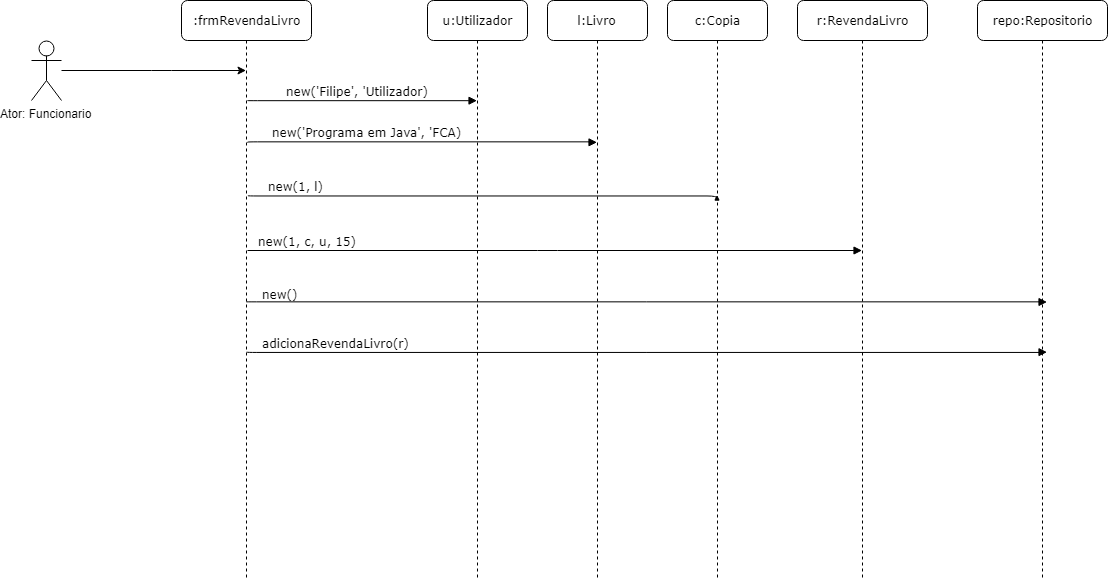 :frmRevendaLivro
u:Utilizador
l:Livro
c:Copia
r:RevendaLivro
repo:Repositorio
Ator: Funcionario
new('Filipe', 'Utilizador)
new('Programa em Java', 'FCA)
new(1, l)
new(1, c, u, 15)
new()
adicionaRevendaLivro(r)